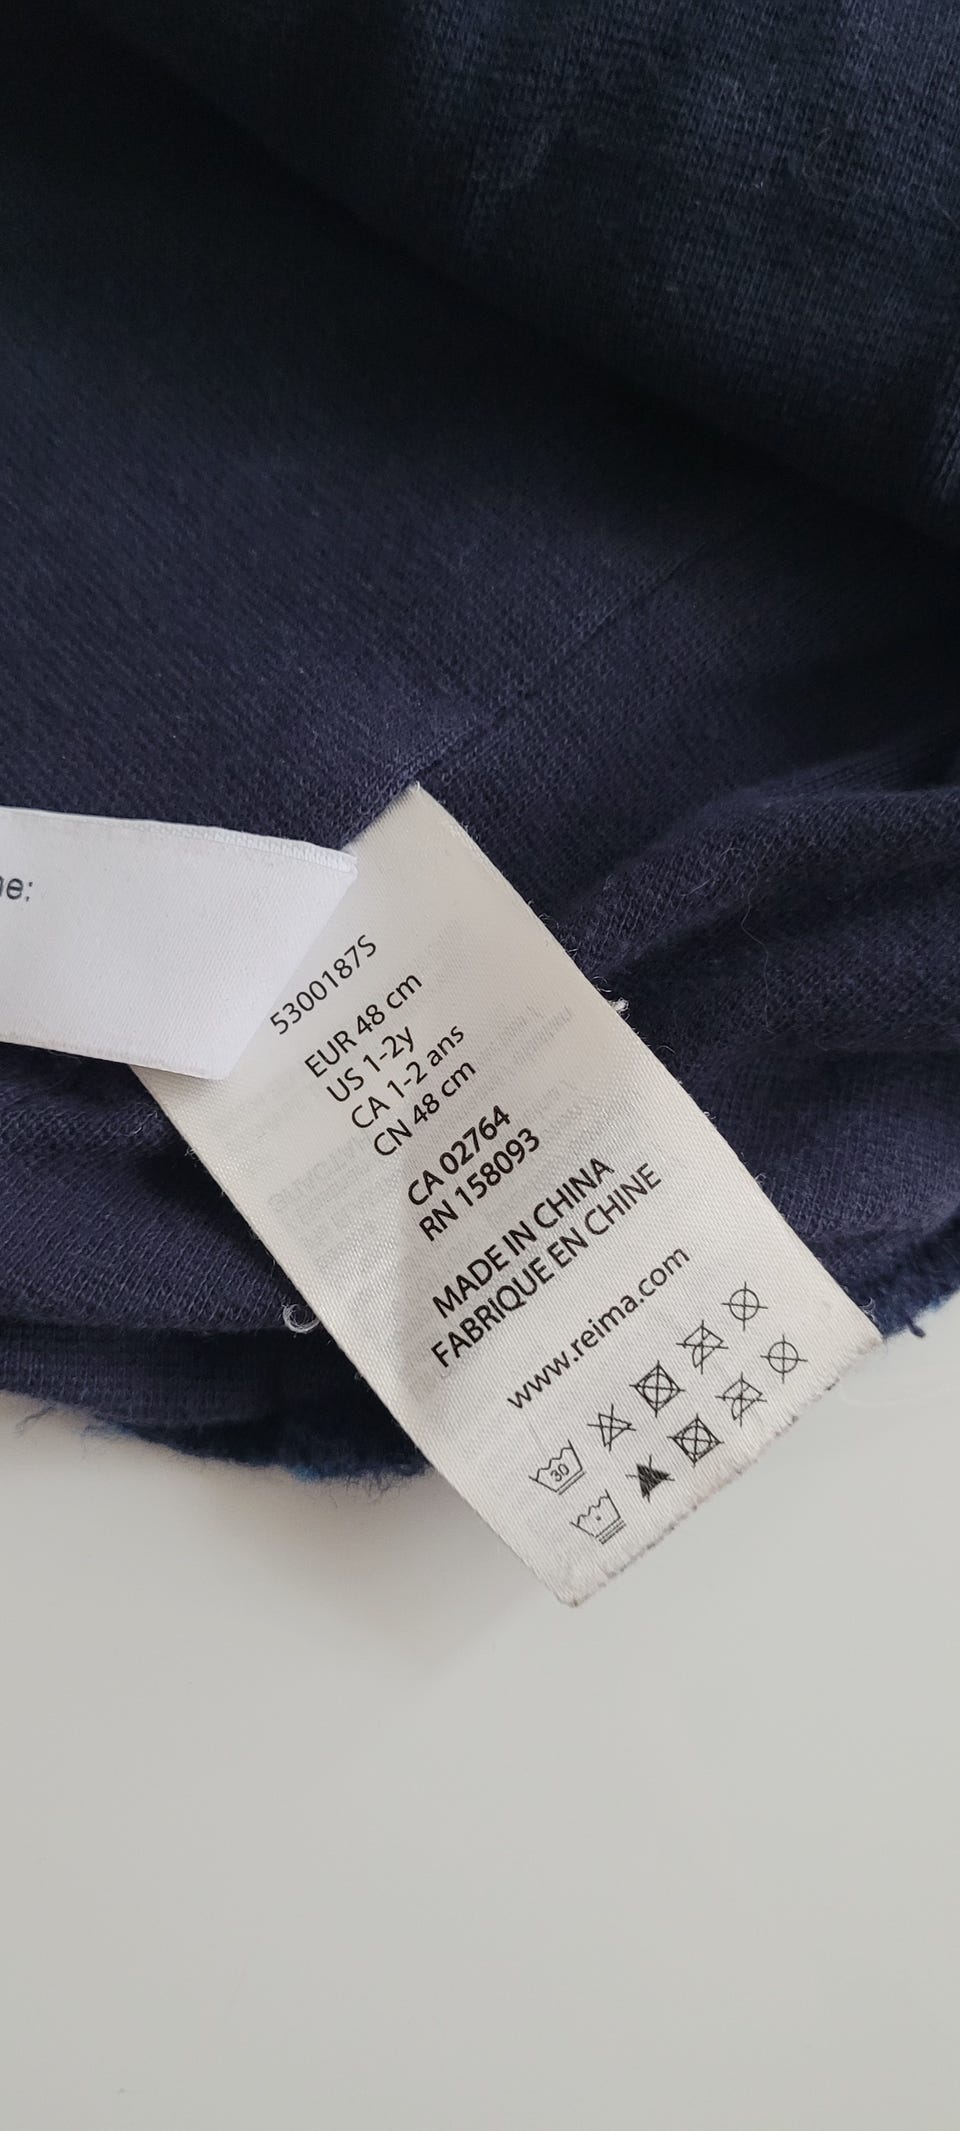 5300187S
EUR 48 cm
US 1-2y
CA 1-2 ans
CN 48 cm
CA 02764
RN 158093
MADE IN CHINA
FABRIQUE EN CHINE
www.reima.com
30